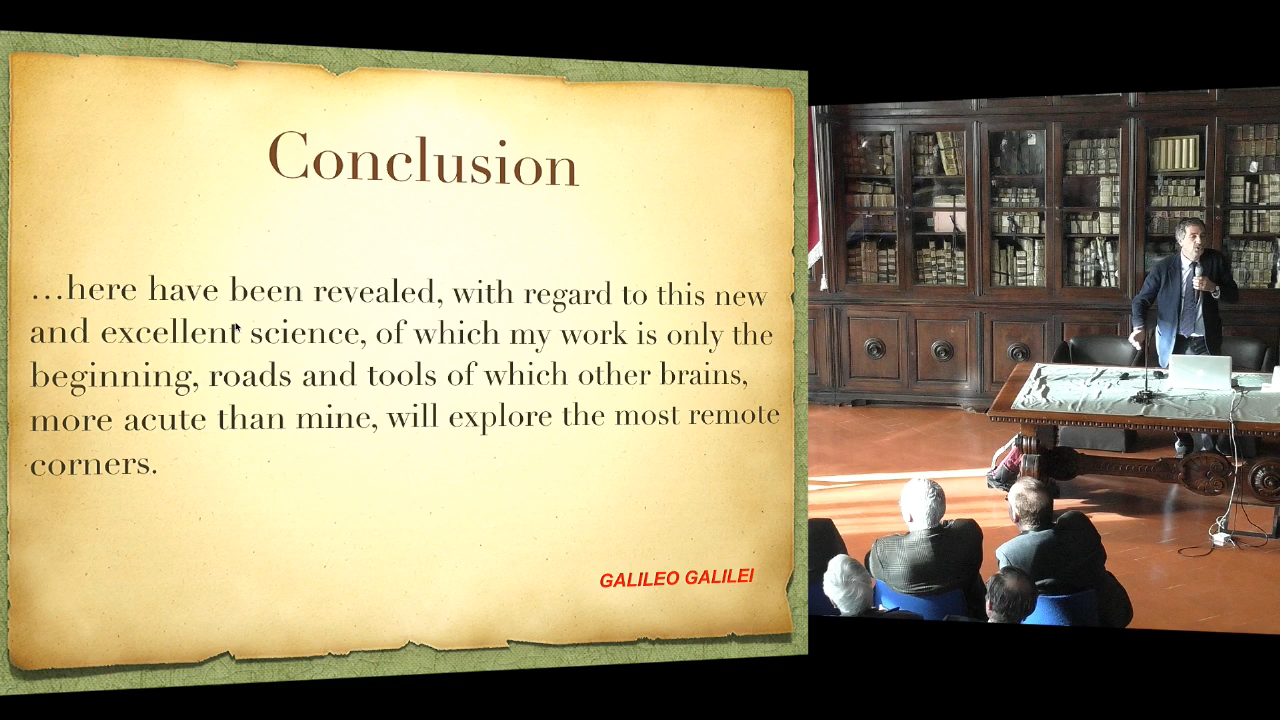 Conclusion
…here have been revealed, with regard to this new
and excellent science, of which my work is only the
beginning, roads and tools of which other brains,
more acute than mine, will explore the most remote
corners.
GALILEO GALILEI